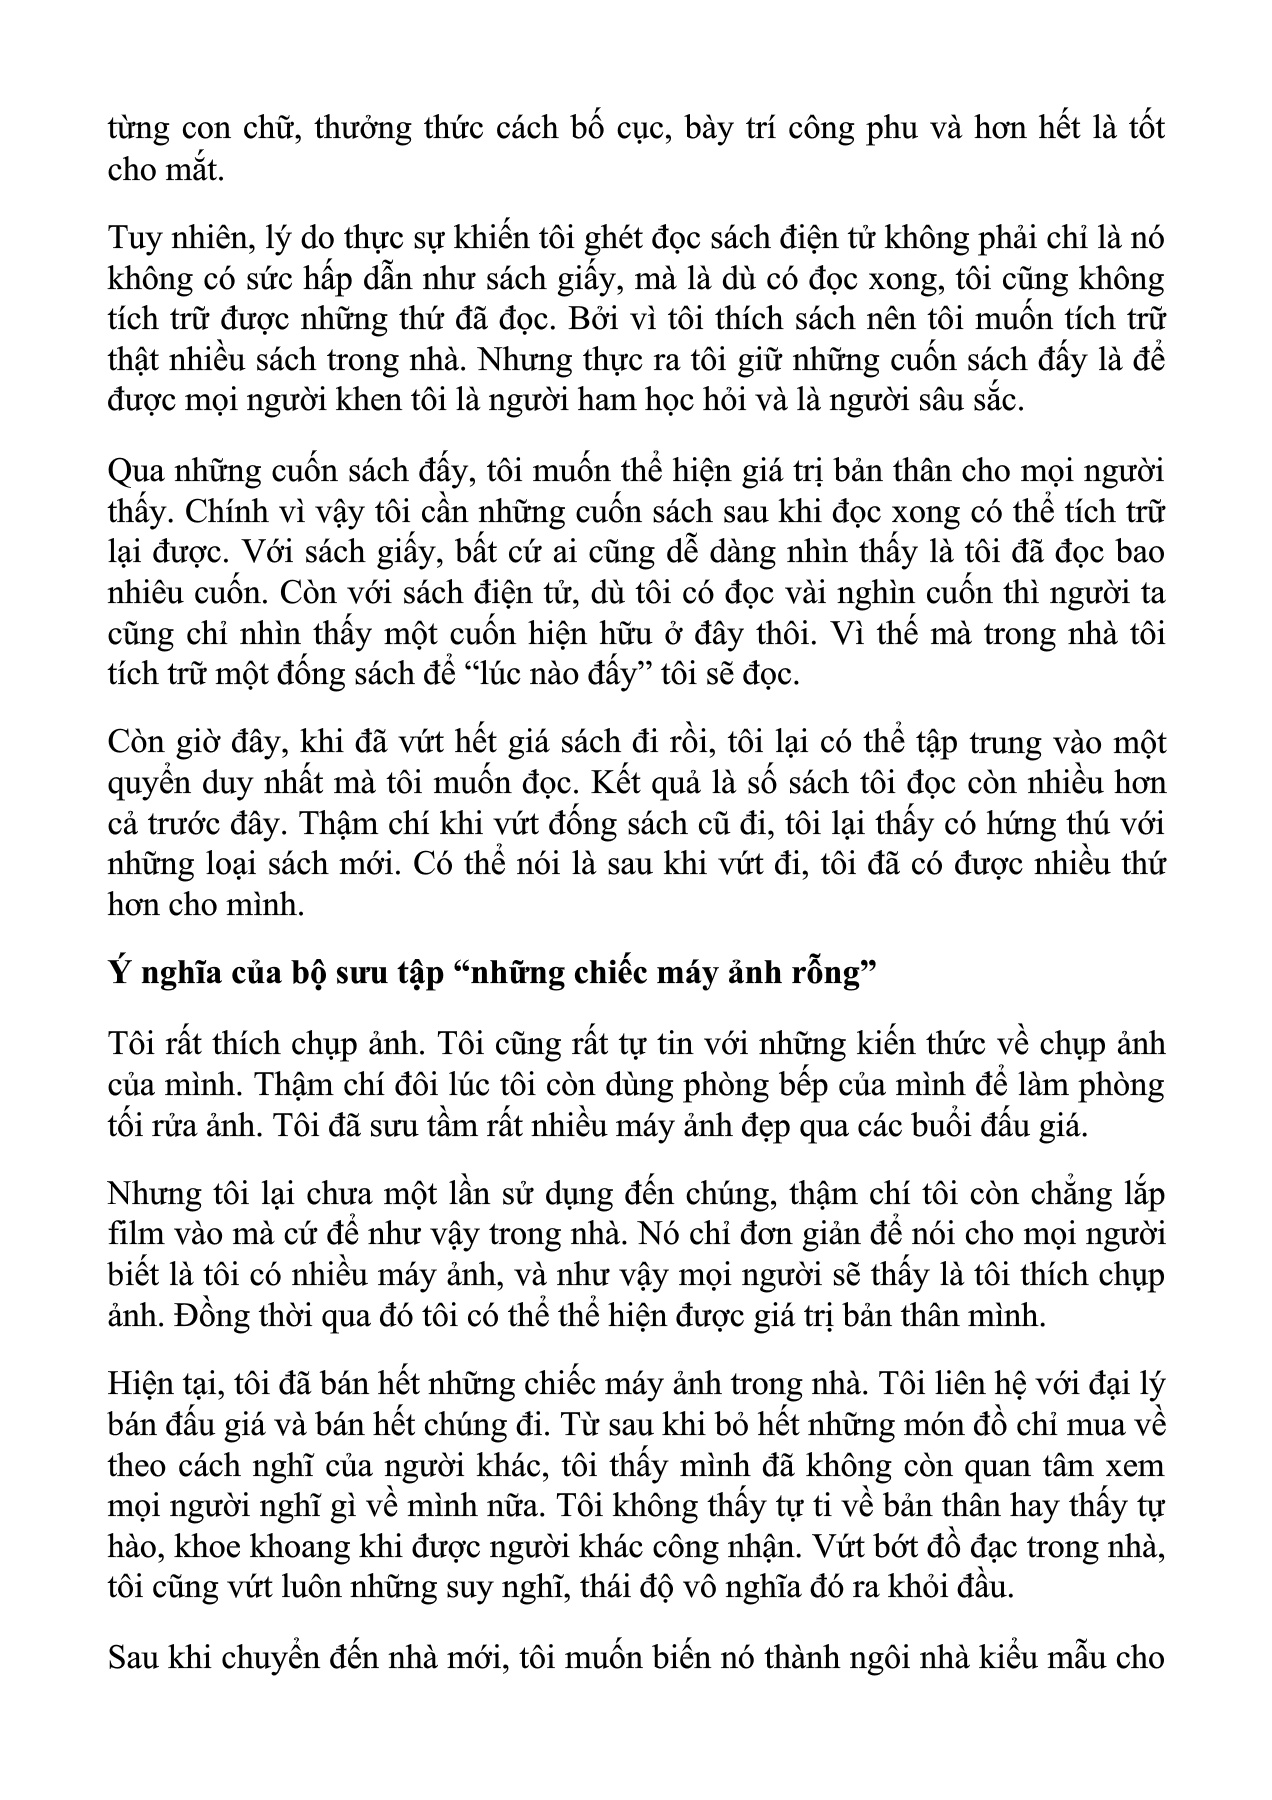 từng con chữ, thưởng thức cách bố cục, bày trí công phu và hơn hết là tốt
cho mắt.
Tuy nhiên, lý do thực sự khiến tôi ghét đọc sách điện tử không phải chỉ là nó
không có sức hấp dẫn như sách giấy, mà là dù có đọc xong, tôi cũng không
tích trữ được những thứ đã đọc. Bởi vì tôi thích sách nên tôi muốn tích trữ
thật nhiều sách trong nhà. Nhưng thực ra tôi giữ những cuốn sách đấy là để
được mọi người khen tôi là người ham học hỏi và là người sâu sắc.
Qua những cuốn sách đấy, tôi muốn thể hiện giá trị bản thân cho mọi người
thấy. Chính vì vậy tôi cần những cuốn sách sau khi đọc xong có thể tích trữ
lại được. Với sách giấy, bất cứ ai cũng dễ dàng nhìn thấy là tôi đã đọc bao
nhiêu cuốn. Còn với sách điện tử, dù tôi có đọc vài nghìn cuốn thì người ta
cũng chỉ nhìn thấy một cuốn hiện hữu ở đây thôi. Vì thế mà trong nhà tôi
tích trữ một đống sách để “lúc nào đấy” tôi sẽ đọc.
Còn giờ đây, khi đã vứt hết giá sách đi rồi, tôi lại có thể tập trung vào một
quyển duy nhất mà tôi muốn đọc. Kết quả là số sách tôi đọc còn nhiều hơn
cả trước đây. Thậm chí khi vứt đống sách cũ đi, tôi lại thấy có hứng thú với
những loại sách mới. Có thể nói là sau khi vứt đi, tôi đã có được nhiều thứ
hơn cho mình.
Ý nghĩa của bộ sưu tập “những chiếc máy ảnh rỗng”
Tôi rất thích chụp ảnh. Tôi cũng rất tự tin với những kiến thức về chụp ảnh
của mình. Thậm chí đôi lúc tôi còn dùng phòng bếp của mình để làm phòng
tối rửa ảnh. Tôi đã sưu tầm rất nhiều máy ảnh đẹp qua các buổi đấu giá.
Nhưng tôi lại chưa một lần sử dụng đến chúng, thậm chí tôi còn chẳng lắp
film vào mà cứ để như vậy trong nhà. Nó chỉ đơn giản để nói cho mọi người
biết là tôi có nhiều máy ảnh, và như vậy mọi người sẽ thấy là tôi thích chụp
ảnh. Đồng thời qua đó tôi có thể thể hiện được giá trị bản thân mình.
Hiện tại, tôi đã bán hết những chiếc máy ảnh trong nhà. Tôi liên hệ với đại lý
bán đấu giá và bán hết chúng đi. Từ sau khi bỏ hết những món đồ chỉ mua về
theo cách nghĩ của người khác, tôi thấy mình đã không còn quan tâm xem
mọi người nghĩ gì về mình nữa. Tôi không thấy tự ti về bản thân hay thấy tự
hào, khoe khoang khi được người khác công nhận. Vứt bớt đồ đạc trong nhà,
tôi cũng vứt luôn những suy nghĩ, thái độ vô nghĩa đó ra khỏi đầu.
Sau khi chuyển đến nhà mới, tôi muốn biến nó thành ngôi nhà kiểu mẫu cho